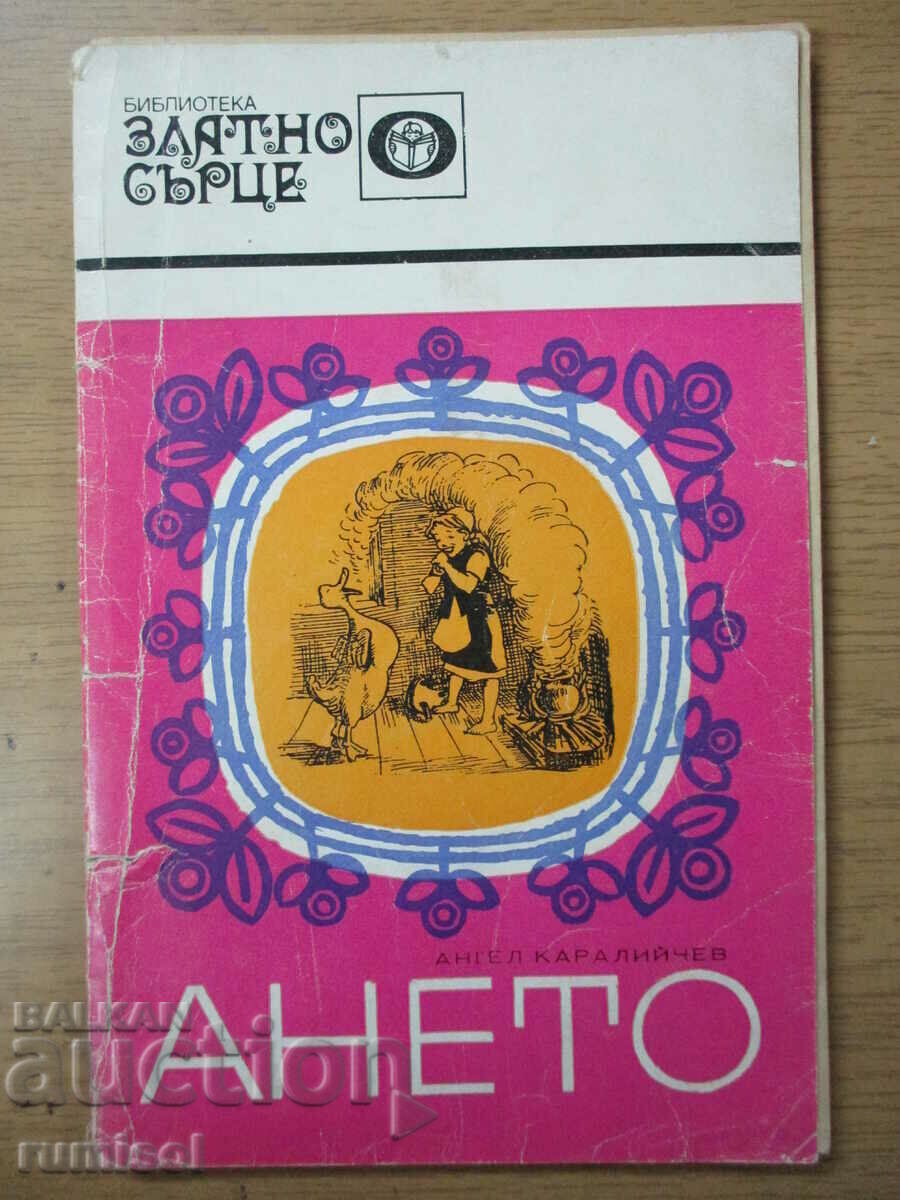 БИБЛИОТЕКА
ЗЛАТНО
СЪРЦЕ
АНГЕЛ КАРАЛИЙЧЕВ
АНЕТО
BALKAN
auction
rumisol